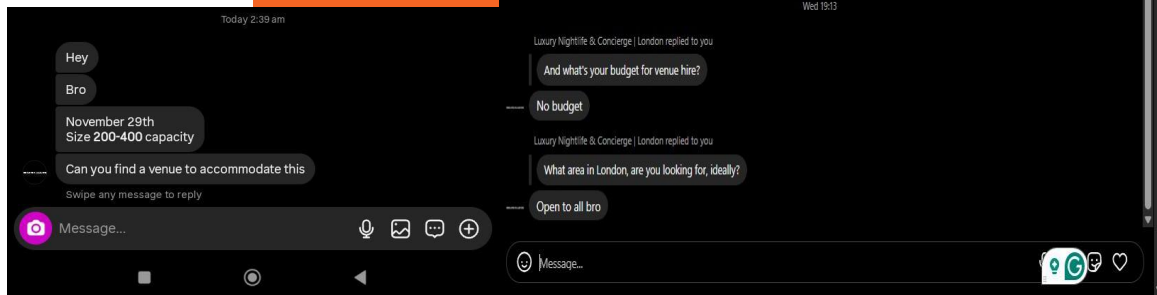 Today 2:39 am
Hey
Bro
November 29th
Size 200-400 capacity
Can you find a venue to accommodate this
Swipe any message to reply
Message...
Wed 19:13
Luxury Nightlife & Concierge | London replied to you
And what's your budget for venue hire?
No budget
Luxury Nightlife & Concierge | London replied to you
What area in London, are you looking for, ideally?
Open to all bro
Message...